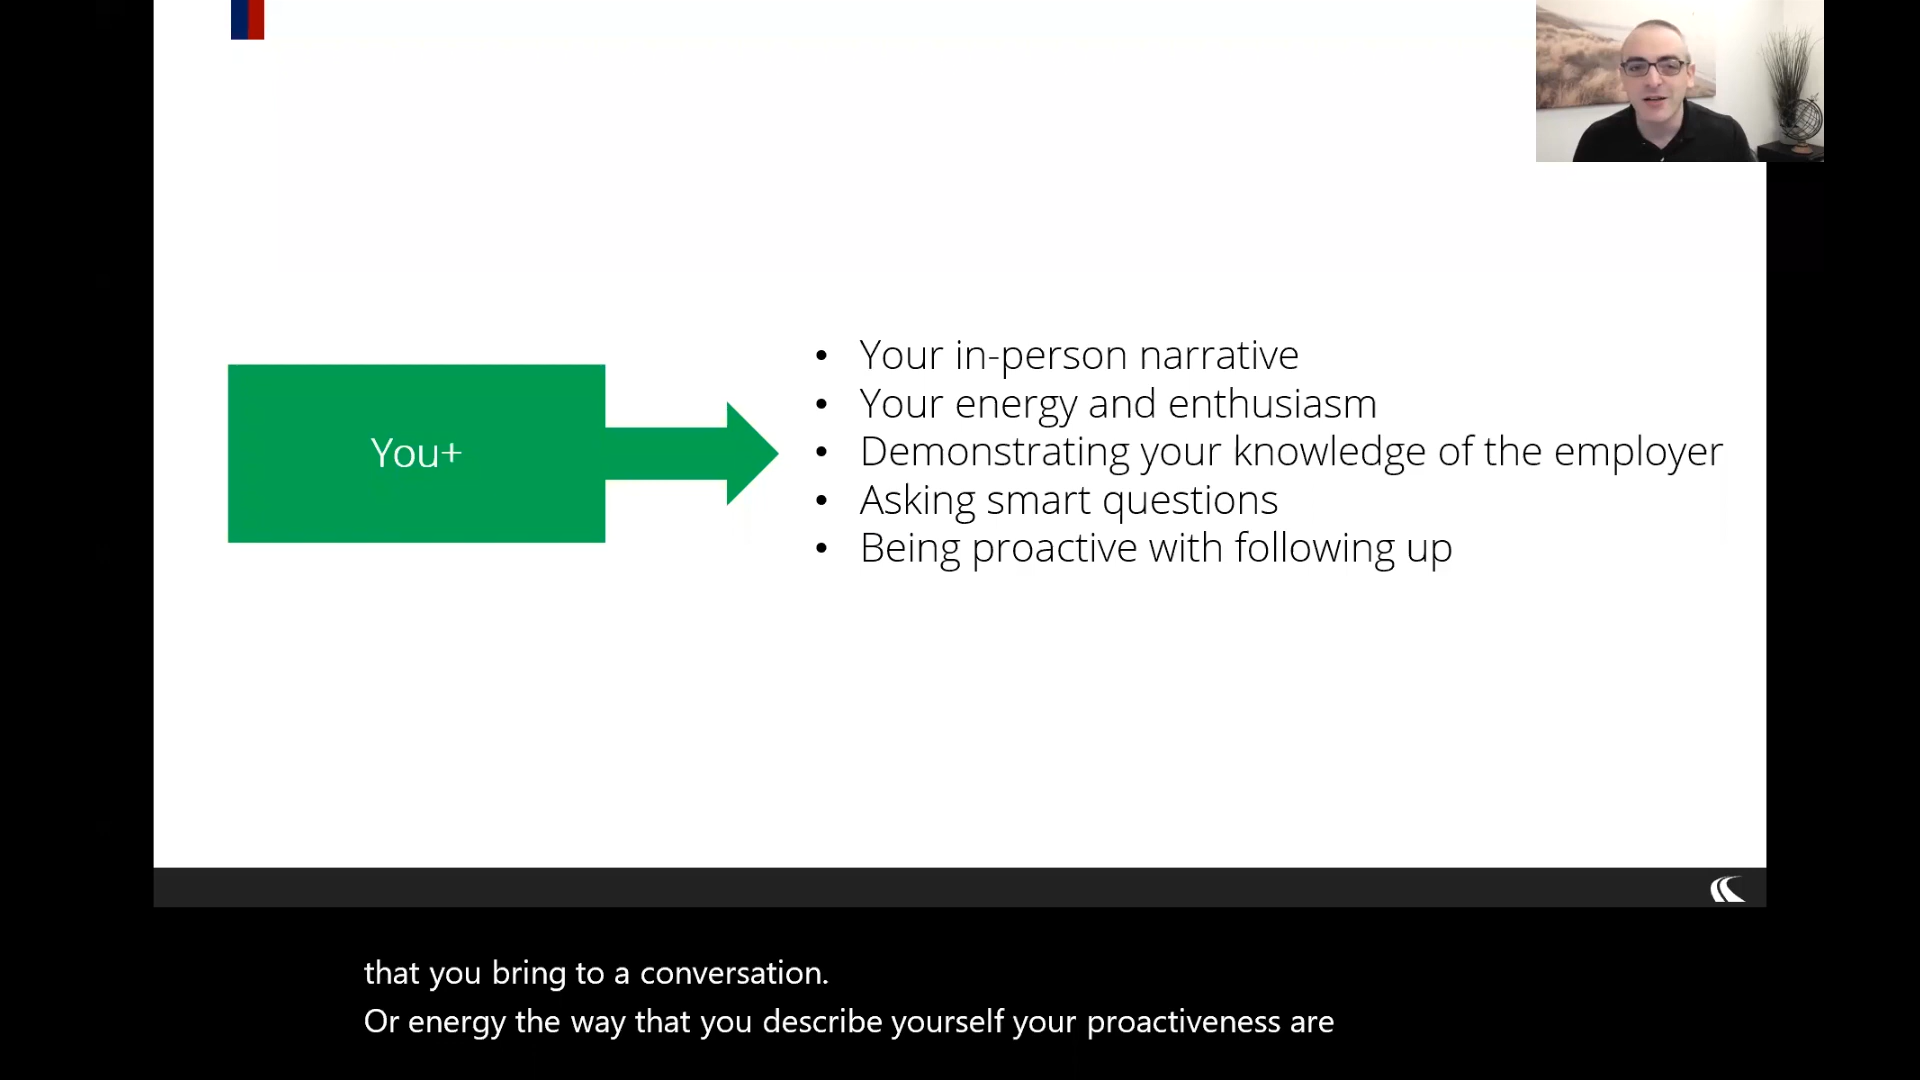 You+
• Your in-person narrative
• Your energy and enthusiasm
• Demonstrating your knowledge of the employer
• Asking smart questions
• Being proactive with following up
that you bring to a conversation.
Or energy the way that you describe yourself your proactiveness are